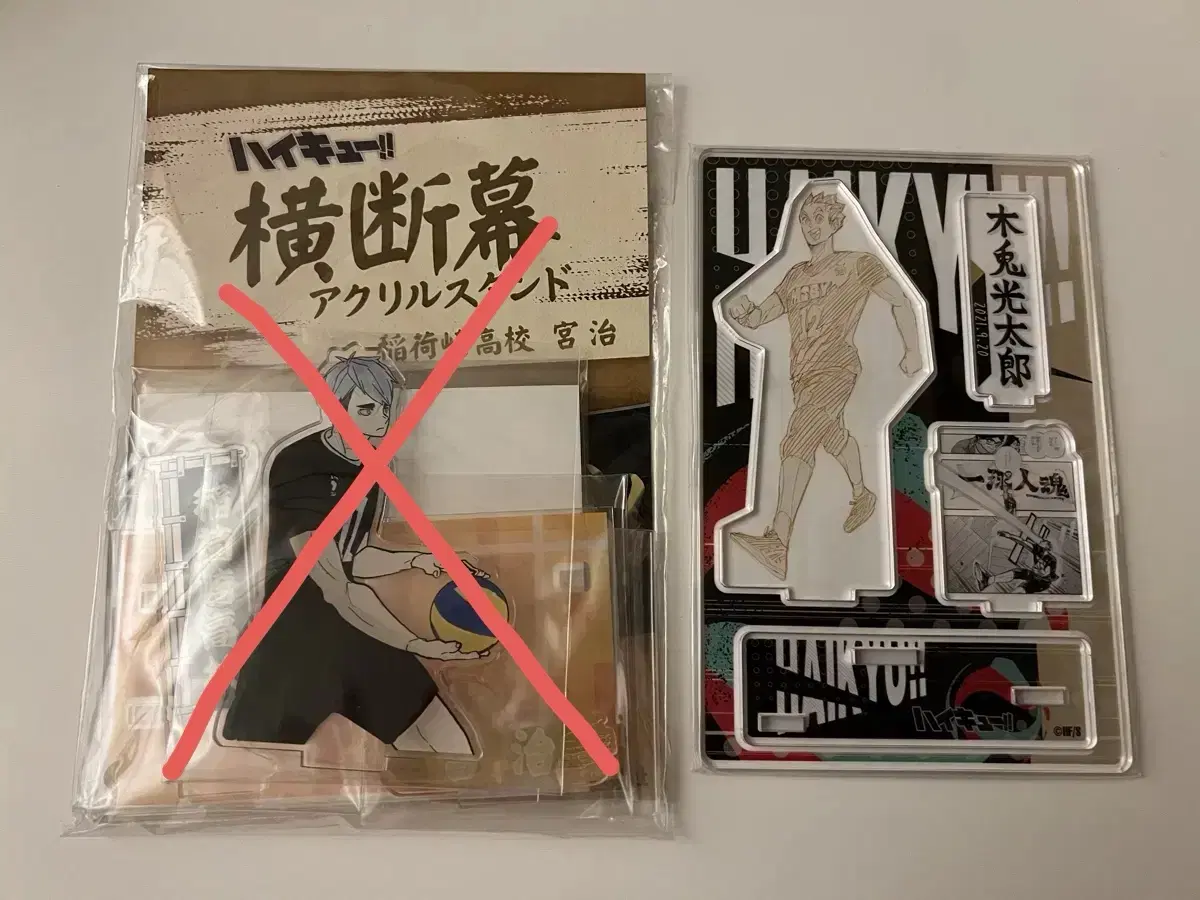 ハイキュー!!
横断幕
アクリルスタンド
稲荷崎高校 宮 治
治
HAIKYU!!
木兎光太郎
2021.9.20
一球入魂
HAIKYU!!
ハイキュー!!